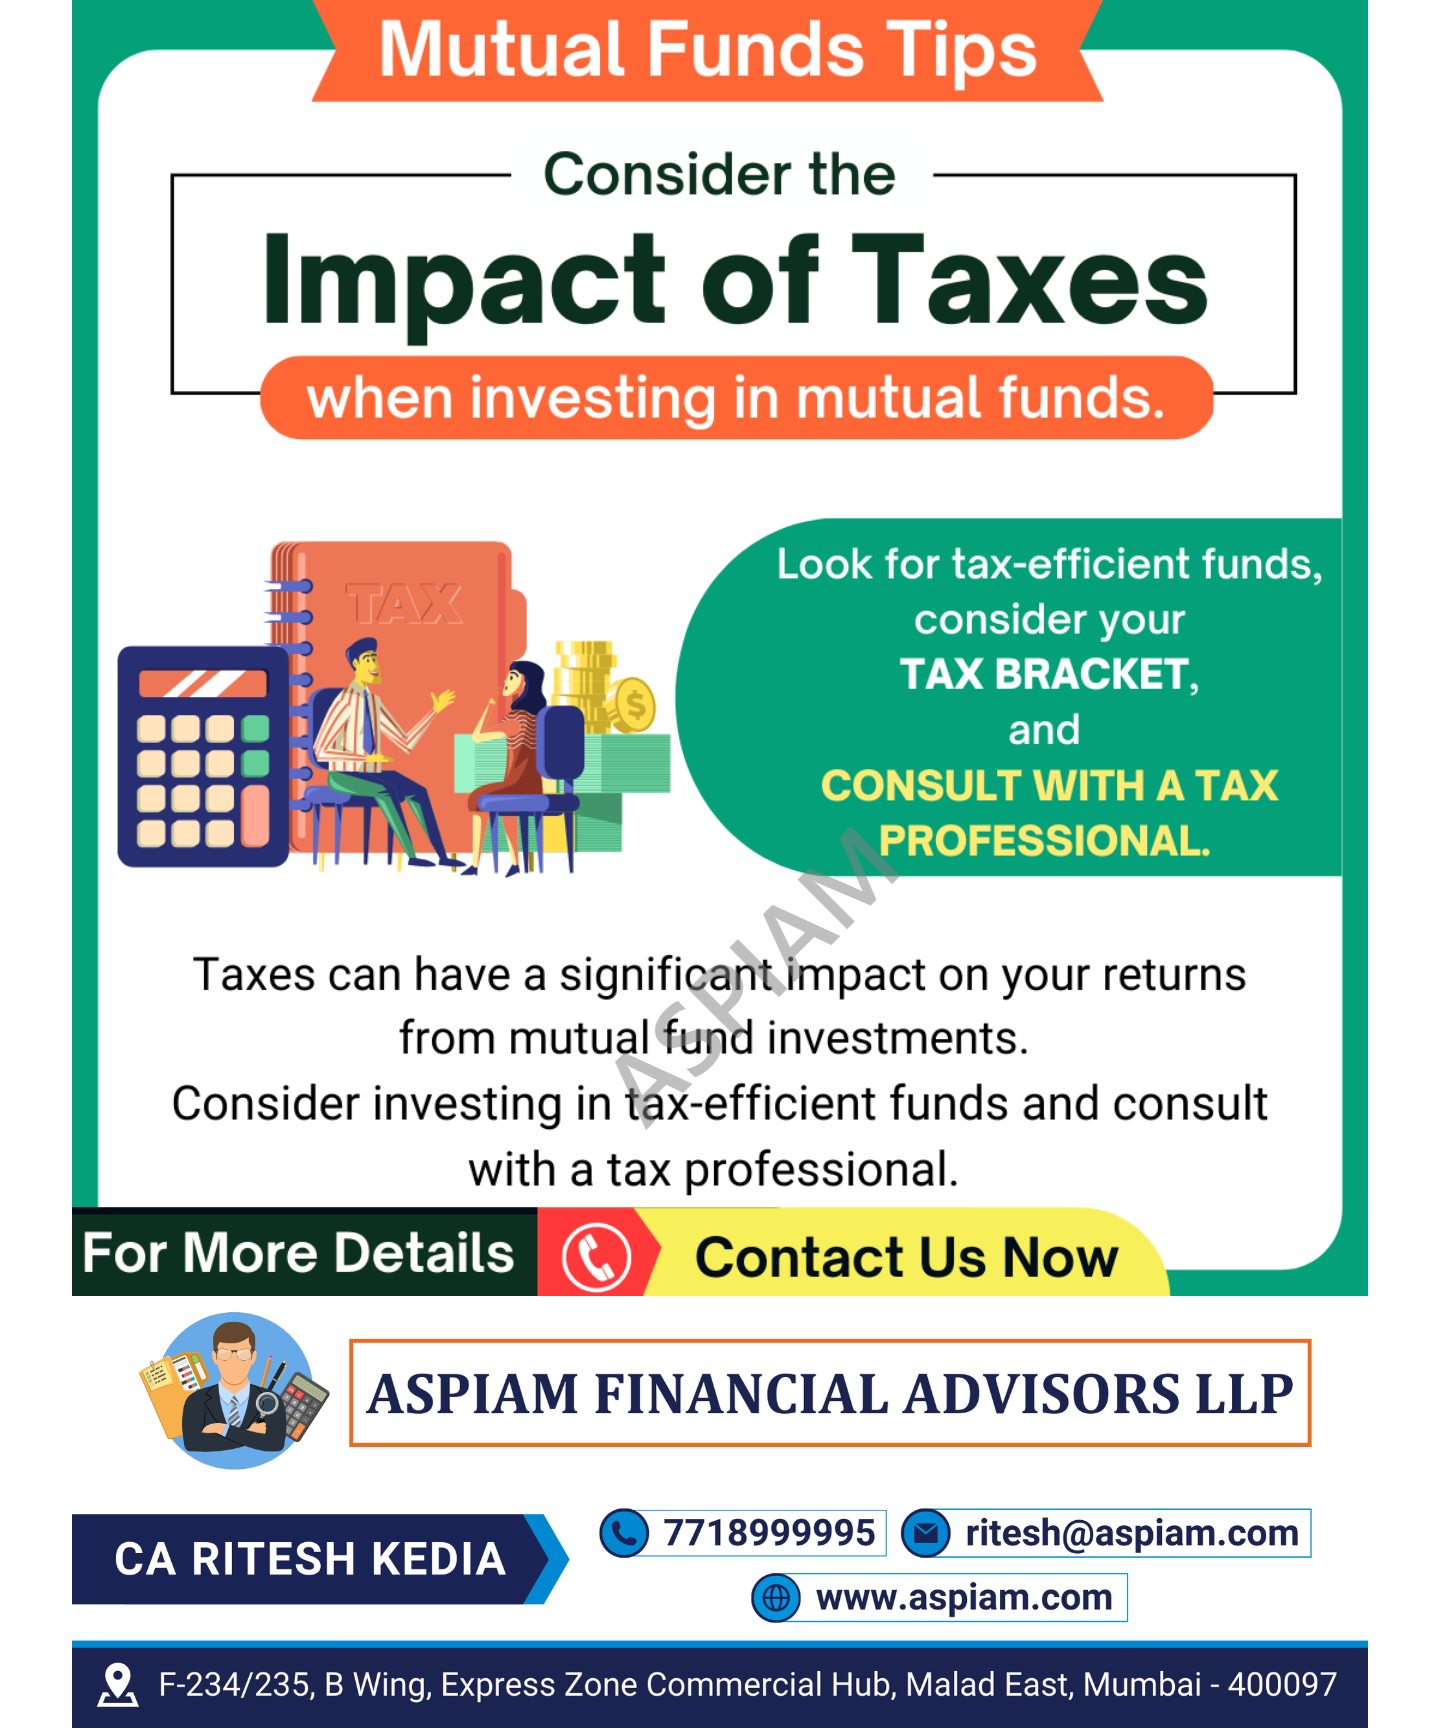 Mutual Funds Tips
Consider the
Impact of Taxes
when investing in mutual funds.
TAX
$
Look for tax-efficient funds,
consider your
TAX BRACKET,
and
CONSULT WITH A TAX
PROFESSIONAL.
ASPIAM
Taxes can have a significant impact on your returns
from mutual fund investments.
Consider investing in tax-efficient funds and consult
with a tax professional.
For More Details
Contact Us Now
ASPIAM FINANCIAL ADVISORS LLP
CA RITESH KEDIA
7718999995
ritesh@aspiam.com
www.aspiam.com
F-234/235, B Wing, Express Zone Commercial Hub, Malad East, Mumbai - 400097